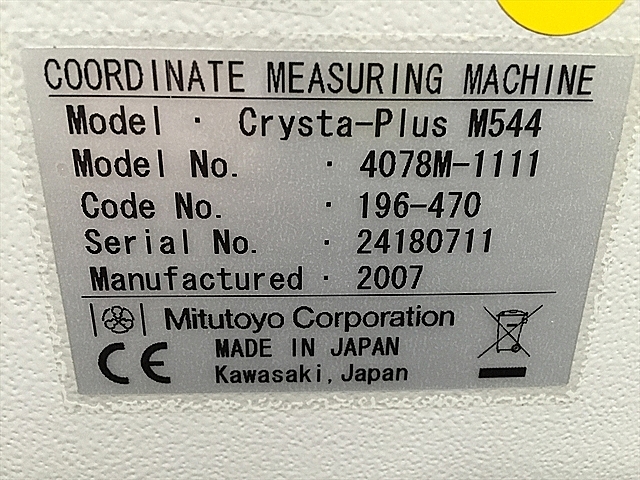 COORDINATE MEASURING MACHINE
Model · Crysta-Plus M544
Model No. · 4078M-1111
Code No. · 196-470
Serial No. · 24180711
Manufactured · 2007
Mitutoyo Corporation
CE MADE IN JAPAN
Kawasaki, Japan